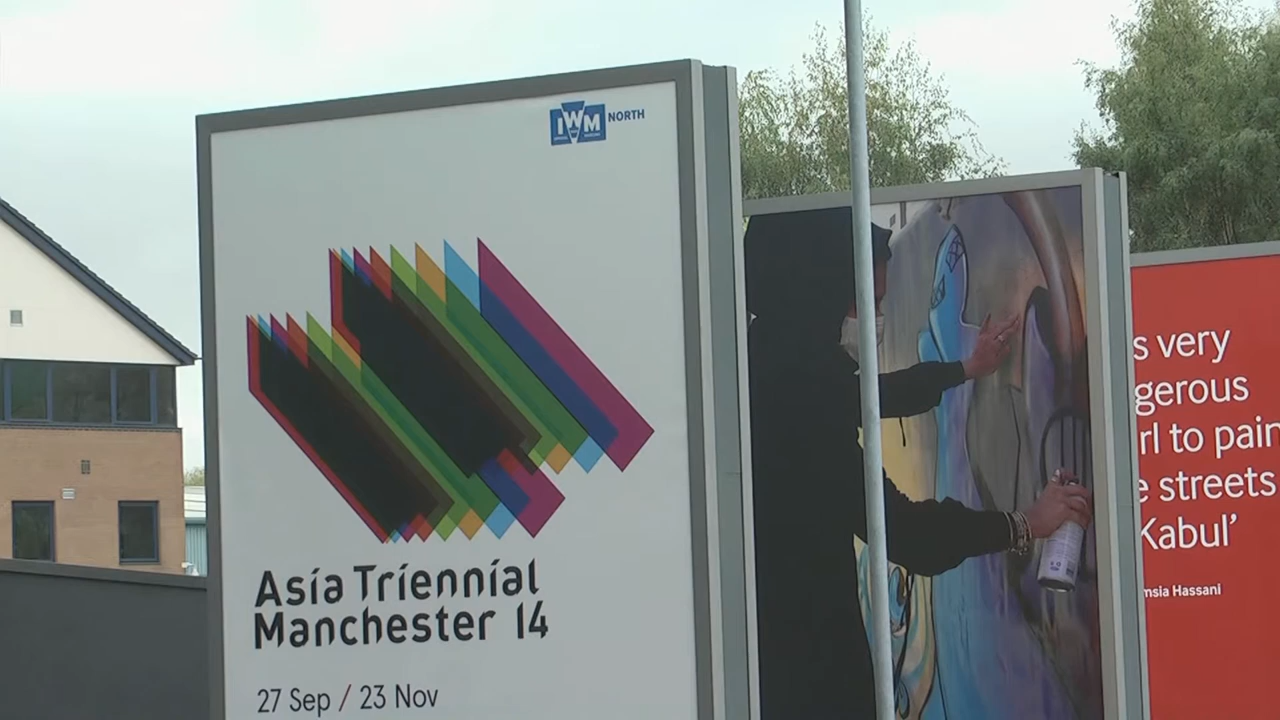 IWM NORTH
Asia Triennial
Manchester 14
27 Sep / 23 Nov
s very
gerous
rl to pain
e streets
Kabul’
msia Hassani